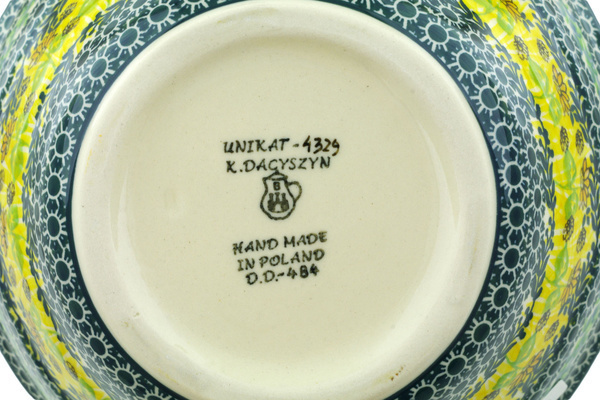 UNIKAT - 4329
K. DACYSZYN
HAND MADE
IN POLAND
D.D.-484